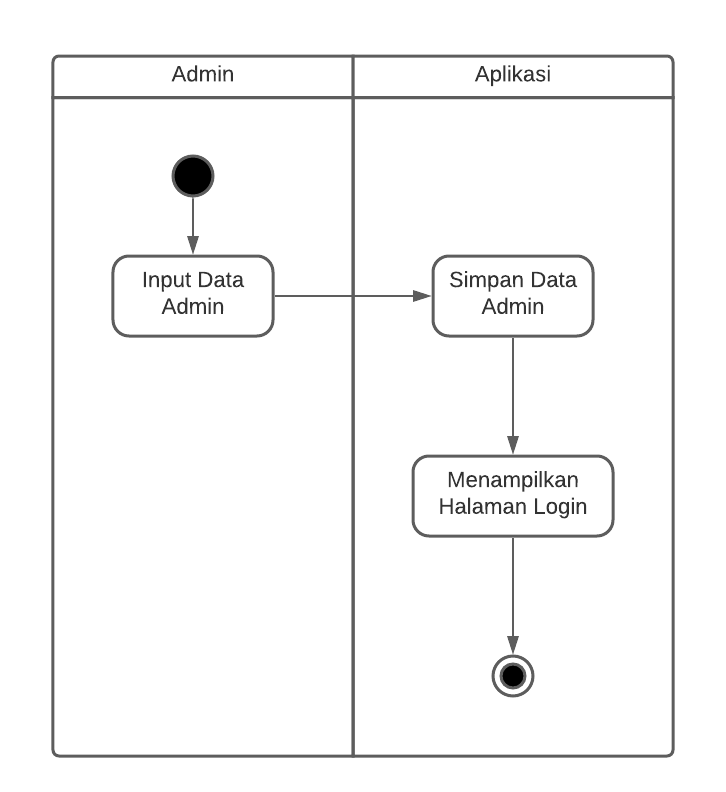 Admin
Aplikasi
Input Data
Admin
Simpan Data
Admin
Menampilkan
Halaman Login